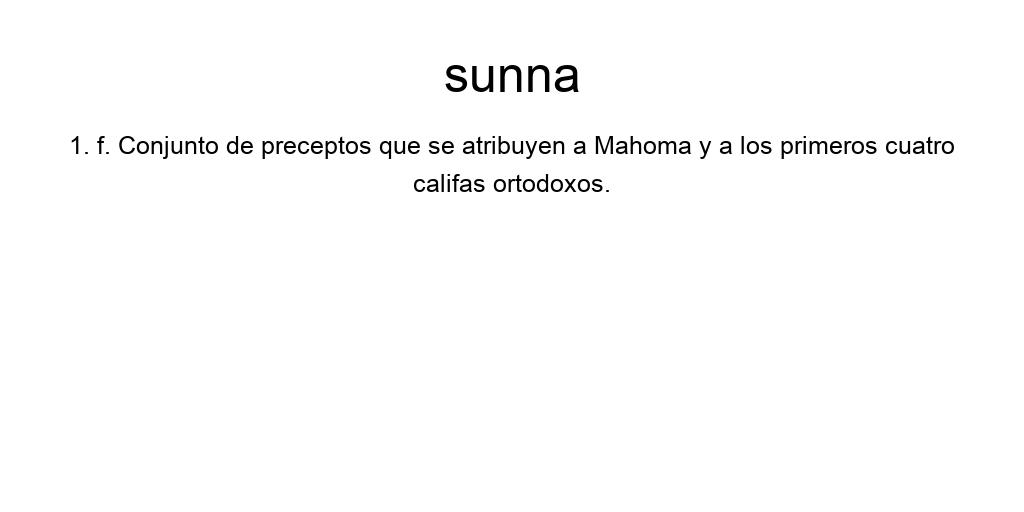 sunna
1. f. Conjunto de preceptos que se atribuyen a Mahoma y a los primeros cuatro
califas ortodoxos.